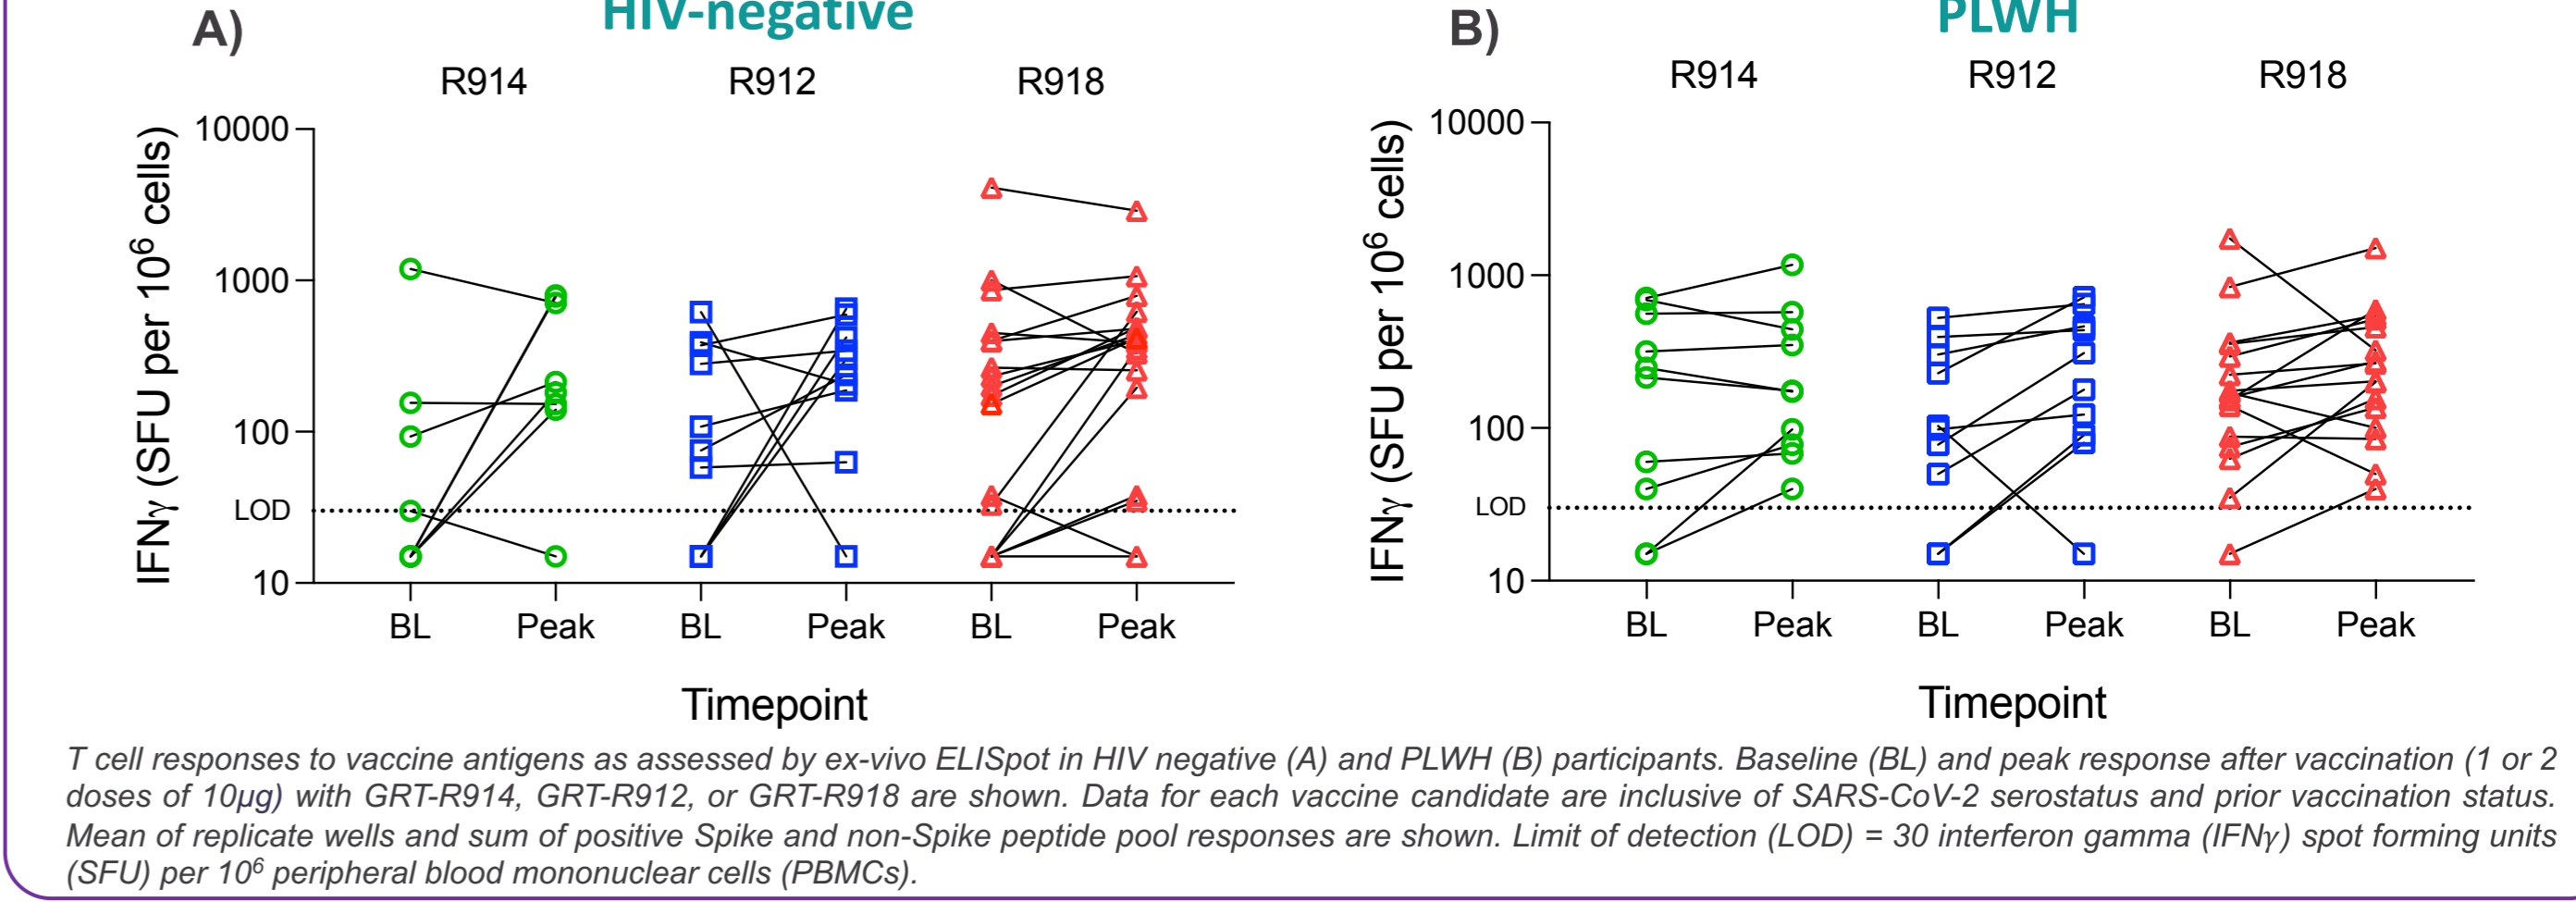 A)
HIV-negative
R914 R912 R918
IFNγ (SFU per 10⁶ cells)
10000
1000
100
LOD
10
BL Peak BL Peak BL Peak
Timepoint
B)
PLWH
R914 R912 R918
IFNγ (SFU per 10⁶ cells)
10000
1000
100
LOD
10
BL Peak BL Peak BL Peak
Timepoint
T cell responses to vaccine antigens as assessed by ex-vivo ELISpot in HIV negative (A) and PLWH (B) participants. Baseline (BL) and peak response after vaccination (1 or 2
doses of 10µg) with GRT-R914, GRT-R912, or GRT-R918 are shown. Data for each vaccine candidate are inclusive of SARS-CoV-2 serostatus and prior vaccination status.
Mean of replicate wells and sum of positive Spike and non-Spike peptide pool responses are shown. Limit of detection (LOD) = 30 interferon gamma (IFNγ) spot forming units
(SFU) per 10⁶ peripheral blood mononuclear cells (PBMCs).